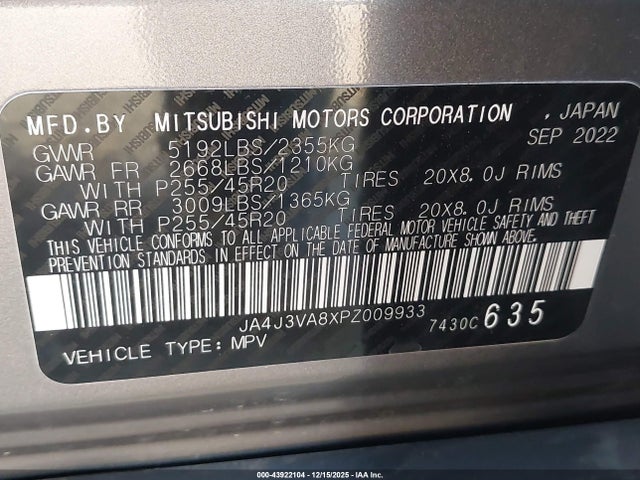 MFD. BY MITSUBISHI MOTORS CORPORATION . JAPAN
SEP 2022
GVWR 5192LBS/2355KG
GAWR FR 2668LBS/1210KG
WITH P255/45R20 TIRES 20X8.0J RIMS
GAWR RR 3009LBS/1365KG
WITH P255/45R20 TIRES 20X8.0J RIMS
THIS VEHICLE CONFORMS TO ALL APPLICABLE FEDERAL MOTOR VEHICLE SAFETY AND THEFT
PREVENTION STANDARDS IN EFFECT ON THE DATE OF MANUFACTURE SHOWN ABOVE.
JA4J3VA8XPZ009933
7430C 635
VEHICLE TYPE: MPV
000-43922104 - 12/15/2025 - IAA Inc.